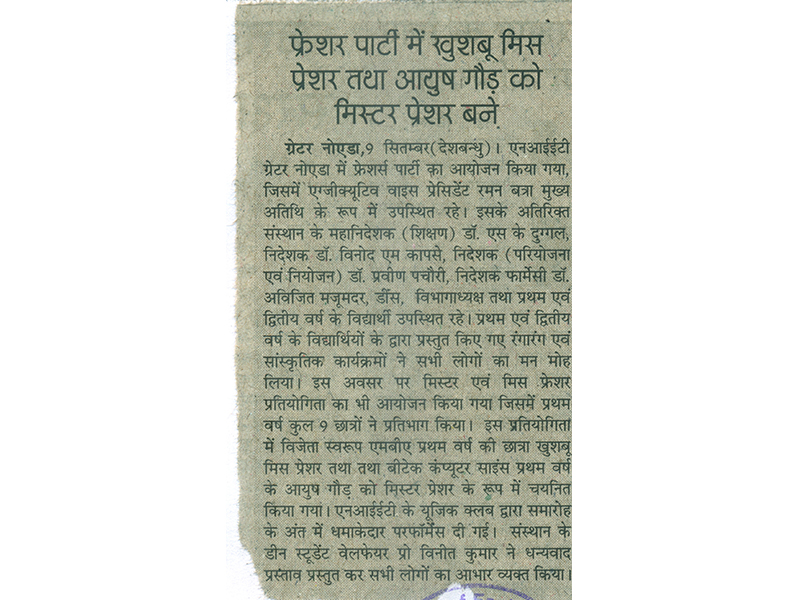 फ्रेशर पार्टी में खुशबू मिस
प्रेशर तथा आयुष गौड़ को
मिस्टर प्रेशर बने
ग्रेटर नोएडा,9 सितम्बर(देशबन्धु)। एनआईईटी
ग्रेटर नोएडा में फ्रेशर्स पार्टी का आयोजन किया गया,
जिसमें एग्जीक्यूटिव वाइस प्रेसिडेंट रमन बत्रा मुख्य
अतिथि के रूप में उपस्थित रहे। इसके अतिरिक्त
संस्थान के महानिदेशक (शिक्षण) डॉ. एस के दुग्गल,
निदेशक डॉ. विनोद एम कापसे, निदेशक (परियोजना
एवं नियोजन) डॉ. प्रवीण पचौरी, निदेशक फार्मेसी डॉ.
अविजित मजूमदर, डींस, विभागाध्यक्ष तथा प्रथम एवं
द्वितीय वर्ष के विद्यार्थी उपस्थित रहे। प्रथम एवं द्वितीय
वर्ष के विद्यार्थियों के द्वारा प्रस्तुत किए गए रंगारंग एवं
सांस्कृतिक कार्यक्रमों ने सभी लोगों का मन मोह
लिया। इस अवसर पर मिस्टर एवं मिस फ्रेशर
प्रतियोगिता का भी आयोजन किया गया जिसमें प्रथम
वर्ष कुल 9 छात्रों ने प्रतिभाग किया। इस प्रतियोगिता
में विजेता स्वरूप एमबीए प्रथम वर्ष की छात्रा खुशबू
मिस प्रेशर तथा तथा बीटेक कंप्यूटर साइंस प्रथम वर्ष
के आयुष गौड़ को मिस्टर प्रेशर के रूप में चयनित
किया गया। एनआईईटी के यूजिक क्लब द्वारा समारोह
के अंत में धमाकेदार परफॉर्मेंस दी गई। संस्थान के
डीन स्टूडेंट वेलफेयर प्रो विनीत कुमार ने धन्यवाद
प्रस्ताव प्रस्तुत कर सभी लोगों का आभार व्यक्त किया।